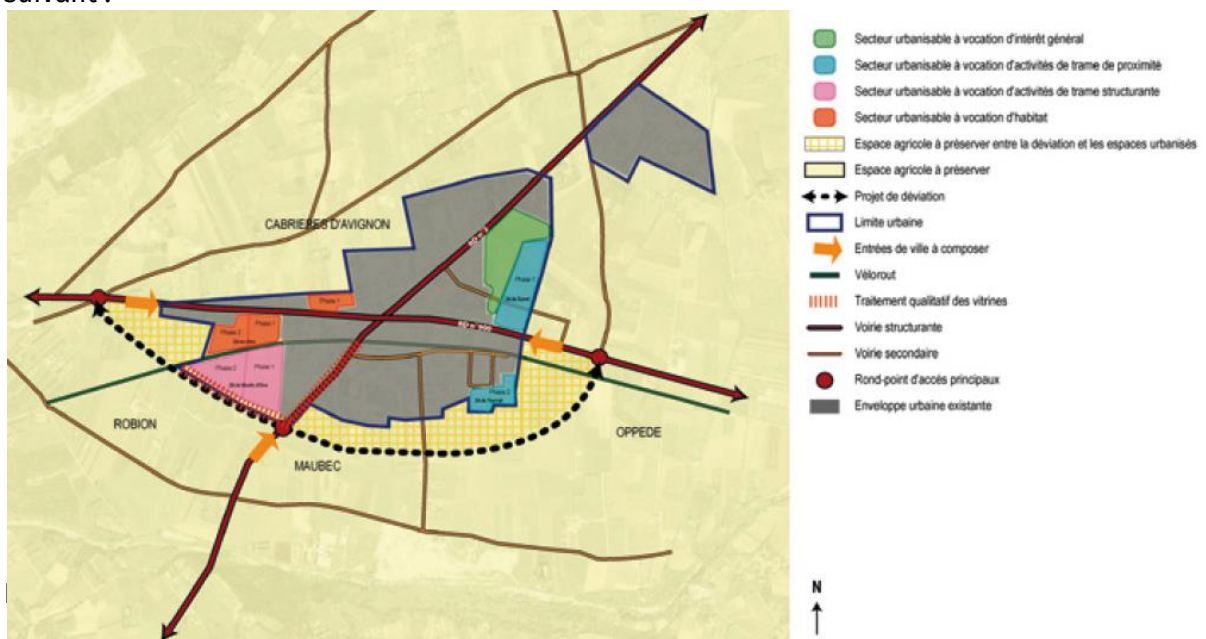 suivant :
Secteur urbanisable à vocation d'intérêt général
Secteur urbanisable à vocation d'activités de trame de proximité
Secteur urbanisable à vocation d'activités de trame structurante
Secteur urbanisable à vocation d'habitat
Espace agricole à préserver entre la déviation et les espaces urbanisés
Espace agricole à préserver
Projet de déviation
Limite urbaine
Entrées de ville à composer
Vélorout
Traitement qualitatif des vitrines
Voirie structurante
Voirie secondaire
Rond-point d'accès principaux
Enveloppe urbaine existante
N
CABRIERES D'AVIGNON
RD n° 2
Phase 1
Phase 1
RD n° 900
Phase 2
Phase 1
Phase 2
Phase 1
Phase 2
ROBION
MAUBEC
OPPEDE